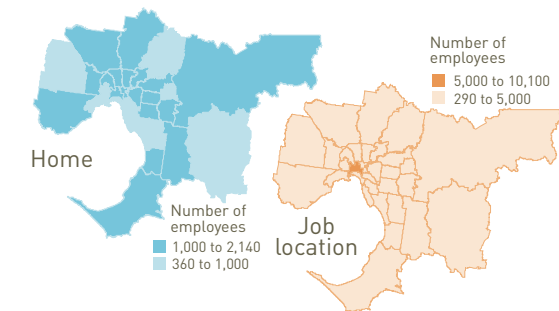 Number of
employees
5,000 to 10,100
290 to 5,000
Home
Number of
employees
1,000 to 2,140
360 to 1,000
Job
location